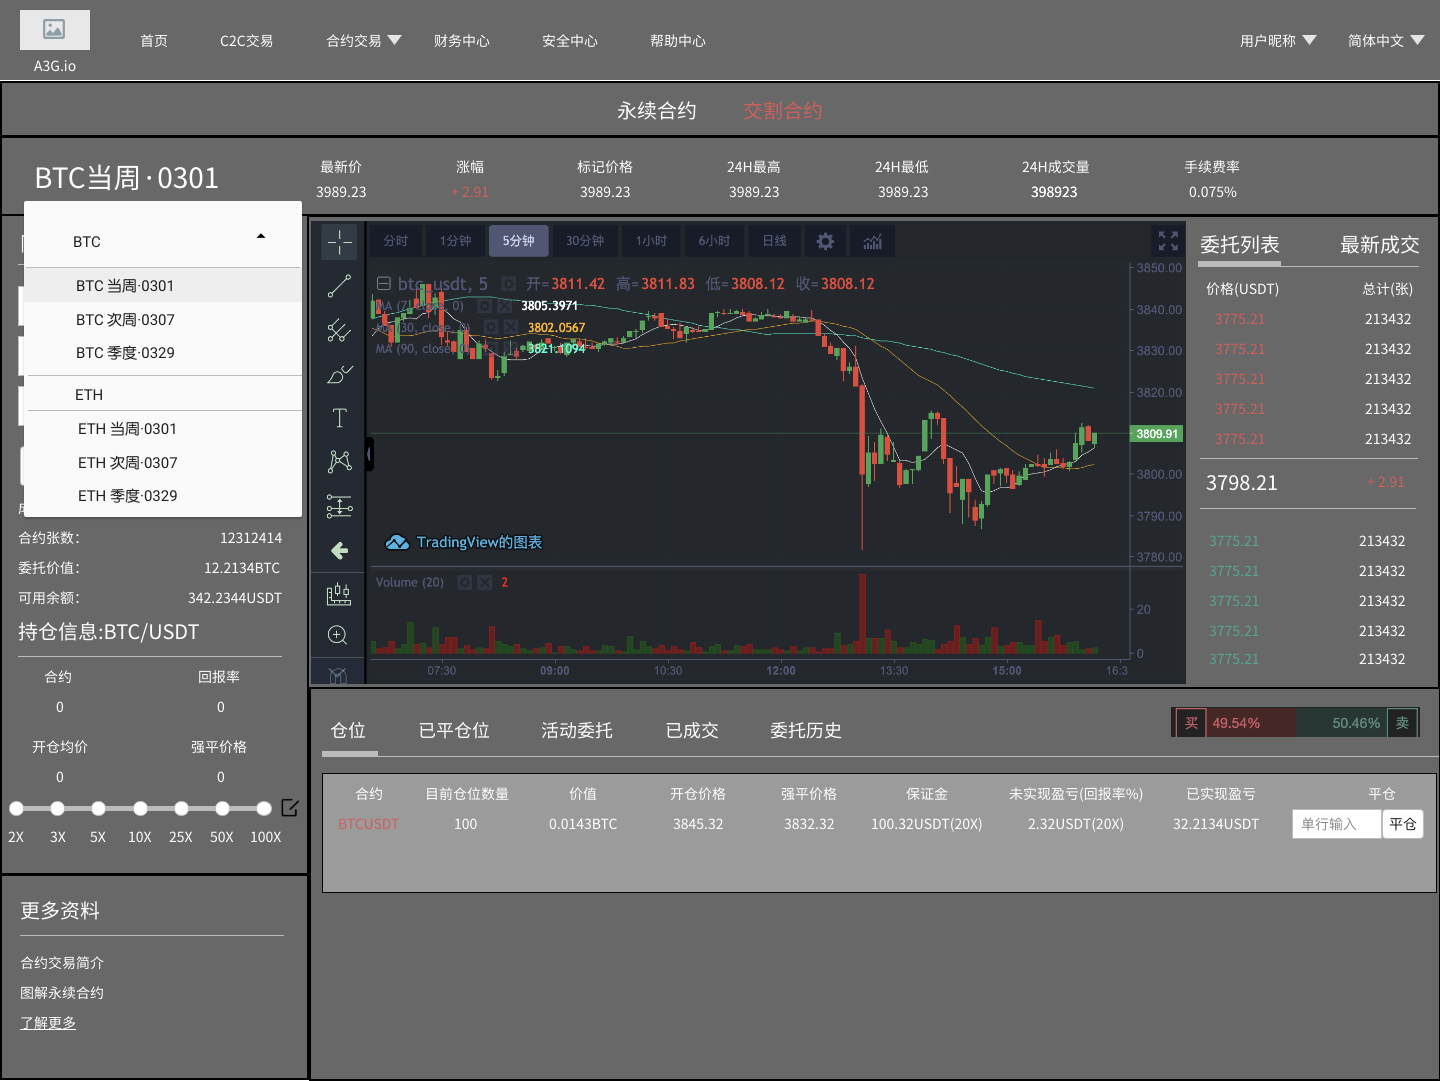 A3G.io
首页 C2C交易 合约交易 财务中心 安全中心 帮助中心 用户昵称 简体中文
永续合约 交割合约
BTC当周·0301
最新价 涨幅 标记价格 24H最高 24H最低 24H成交量 手续费率
3989.23 + 2.91 3989.23 3989.23 3989.23 398923 0.075%
BTC
BTC 当周·0301
BTC 次周·0307
BTC 季度·0329
ETH
ETH 当周·0301
ETH 次周·0307
ETH 季度·0329
合约张数: 12312414
委托价值: 12.2134BTC
可用余额: 342.2344USDT
持仓信息:BTC/USDT
合约 回报率
0 0
开仓均价 强平价格
0 0
2X 3X 5X 10X 25X 50X 100X
更多资料
合约交易简介
图解永续合约
了解更多
分时 1分钟 5分钟 30分钟 1小时 6小时 日线
btc_usdt, 5 开=3811.42 高=3811.83 低=3808.12 收=3808.12
MA (7, close, 0) 3805.3971
MA (30, close, 0) 3802.0567
MA (90, close, 3821.1094
3850.00
3840.00
3830.00
3820.00
3809.91
3800.00
3790.00
3780.00
TradingView的图表
Volume (20) 2
20
0
07:30 09:00 10:30 12:00 13:30 15:00 16:3
委托列表 最新成交
价格(USDT) 总计(张)
3775.21 213432
3775.21 213432
3775.21 213432
3775.21 213432
3775.21 213432
3798.21 + 2.91
3775.21 213432
3775.21 213432
3775.21 213432
3775.21 213432
3775.21 213432
仓位 已平仓位 活动委托 已成交 委托历史
买 49.54% 50.46% 卖
合约 目前仓位数量 价值 开仓价格 强平价格 保证金 未实现盈亏(回报率%) 已实现盈亏 平仓
BTCUSDT 100 0.0143BTC 3845.32 3832.32 100.32USDT(20X) 2.32USDT(20X) 32.2134USDT 单行输入 平仓